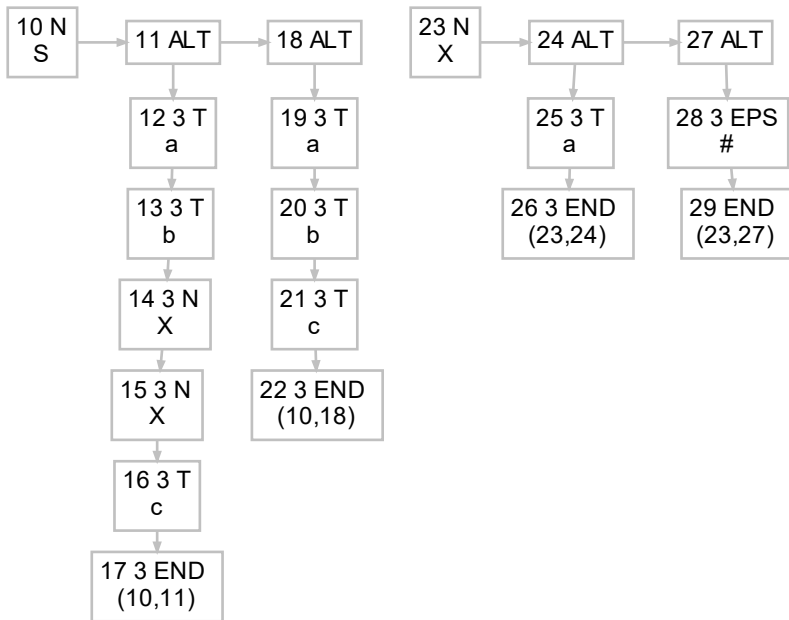 10 N
S
11 ALT
18 ALT
23 N
X
24 ALT
27 ALT
12 3 T
a
19 3 T
a
25 3 T
a
28 3 EPS
#
13 3 T
b
20 3 T
b
26 3 END
(23,24)
29 END
(23,27)
14 3 N
X
21 3 T
c
15 3 N
X
22 3 END
(10,18)
16 3 T
c
17 3 END
(10,11)